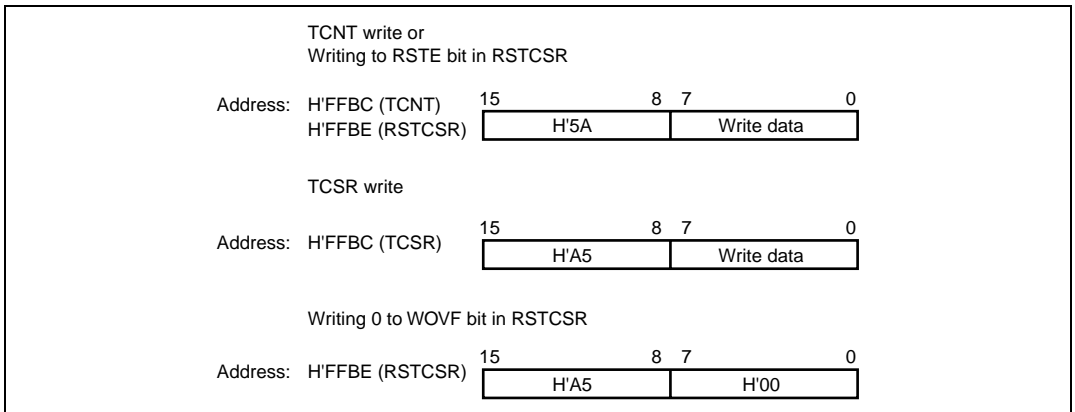 TCNT write or
Writing to RSTE bit in RSTCSR
Address: H'FFBC (TCNT) 15 8 7 0
H'FFBE (RSTCSR) H'5A Write data
TCSR write
15 8 7 0
Address: H'FFBC (TCSR) H'A5 Write data
Writing 0 to WOVF bit in RSTCSR
15 8 7 0
Address: H'FFBE (RSTCSR) H'A5 H'00